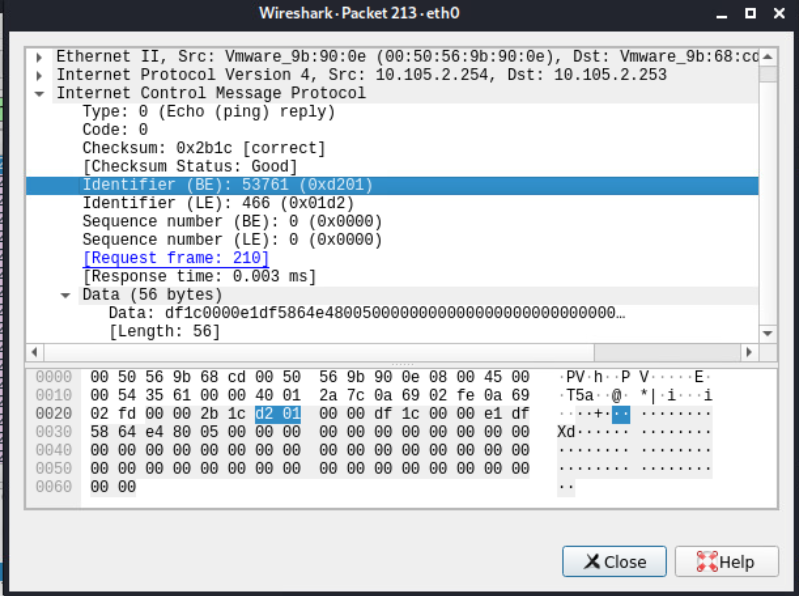 Wireshark · Packet 213 · eth0
Ethernet II, Src: Vmware_9b:90:0e (00:50:56:9b:90:0e), Dst: Vmware_9b:68:cd
Internet Protocol Version 4, Src: 10.105.2.254, Dst: 10.105.2.253
Internet Control Message Protocol
Type: 0 (Echo (ping) reply)
Code: 0
Checksum: 0x2b1c [correct]
[Checksum Status: Good]
Identifier (BE): 53761 (0xd201)
Identifier (LE): 466 (0x01d2)
Sequence number (BE): 0 (0x0000)
Sequence number (LE): 0 (0x0000)
[Request frame: 210]
[Response time: 0.003 ms]
Data (56 bytes)
Data: df1c0000e1df5864e4800500000000000000000000000000…
[Length: 56]
0000 00 50 56 9b 68 cd 00 50 56 9b 90 0e 08 00 45 00 ·PV·h··P V·····E·
0010 00 54 35 61 00 00 40 01 2a 7c 0a 69 02 fe 0a 69 ·T5a··@· *|·i···i
0020 02 fd 00 00 2b 1c d2 01 00 00 df 1c 00 00 e1 df ····+··· ········
0030 58 64 e4 80 05 00 00 00 00 00 00 00 00 00 00 00 Xd······ ········
0040 00 00 00 00 00 00 00 00 00 00 00 00 00 00 00 00 ········ ········
0050 00 00 00 00 00 00 00 00 00 00 00 00 00 00 00 00 ········ ········
0060 00 00 ··
Close Help